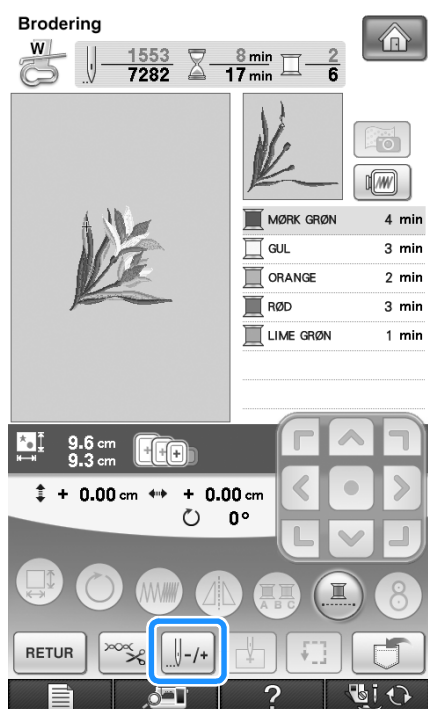 Brodering
W
1553 8 min 2
7282 17 min 6
MØRK GRØN 4 min
GUL 3 min
ORANGE 2 min
RØD 3 min
LIME GRØN 1 min
9.6 cm
9.3 cm
+ 0.00 cm + 0.00 cm
0°
A B C
8
RETUR -/+
?